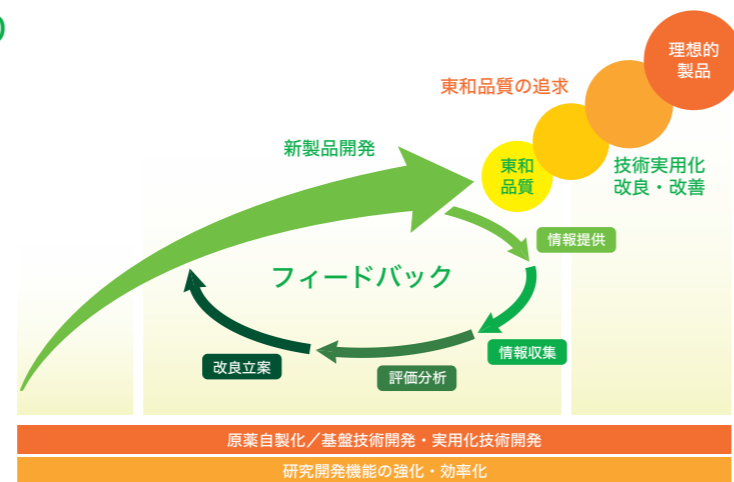 理想的
製品
東和品質の追求
新製品開発
東和
品質
技術実用化
改良・改善
情報提供
フィードバック
情報収集
改良立案
評価分析
原薬自製化／基盤技術開発・実用化技術開発
研究開発機能の強化・効率化